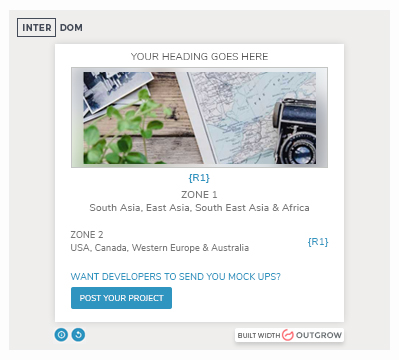 INTER DOM
YOUR HEADING GOES HERE
{R1}
ZONE 1
South Asia, East Asia, South East Asia & Africa
ZONE 2
USA, Canada, Western Europe & Australia
{R1}
WANT DEVELOPERS TO SEND YOU MOCK UPS?
POST YOUR PROJECT
BUILT WIDTH OUTGROW